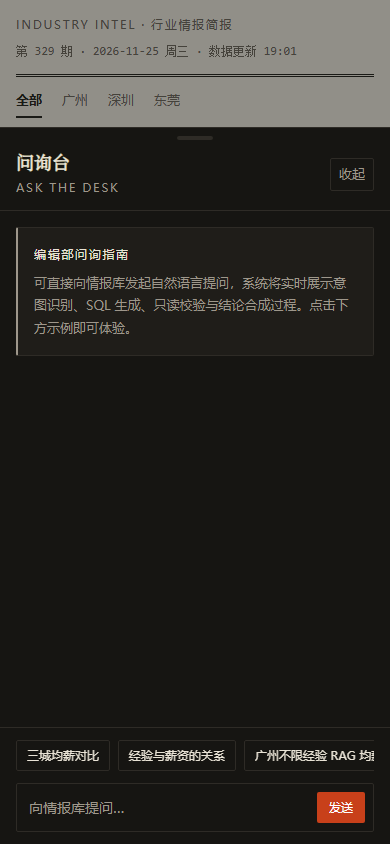 INDUSTRY INTEL · 行业情报简报
第 329 期 · 2026-11-25 周三 · 数据更新 19:01
全部 广州 深圳 东莞
问询台
ASK THE DESK
收起
编辑部问询指南
可直接向情报库发起自然语言提问，系统将实时展示意
图识别、SQL 生成、只读校验与结论合成过程。点击下
方示例即可体验。
三城均薪对比 经验与薪资的关系 广州不限经验 RAG 均
向情报库提问...
发送